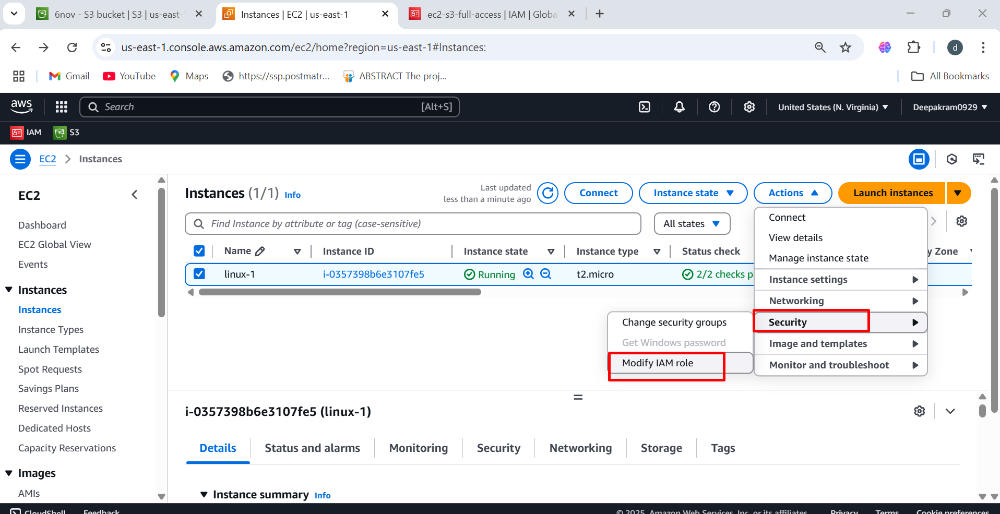 6nov - S3 bucket | S3 | us-east-
Instances | EC2 | us-east-1
ec2-s3-full-access | IAM | Globa
us-east-1.console.aws.amazon.com/ec2/home?region=us-east-1#Instances:
d
Gmail
YouTube
Maps
https://ssp.postmatr...
ABSTRACT The proj...
All Bookmarks
aws
Search
[Alt+S]
United States (N. Virginia)
Deepakram0929
IAM
S3
EC2
Instances
EC2
Dashboard
EC2 Global View
Events
Instances
Instances
Instance Types
Launch Templates
Spot Requests
Savings Plans
Reserved Instances
Dedicated Hosts
Capacity Reservations
Images
AMIs
Instances (1/1) Info
Last updated
less than a minute ago
Connect
Instance state
Actions
Launch instances
Find Instance by attribute or tag (case-sensitive)
All states
Name
Instance ID
Instance state
Instance type
Status check
y Zone
linux-1
i-0357398b6e3107fe5
Running
t2.micro
2/2 checks p
Connect
View details
Manage instance state
Instance settings
Networking
Security
Image and templates
Monitor and troubleshoot
Change security groups
Get Windows password
Modify IAM role
i-0357398b6e3107fe5 (linux-1)
Details
Status and alarms
Monitoring
Security
Networking
Storage
Tags
Instance summary Info
CloudShell
Feedback
© 2025, Amazon Web Services, Inc. or its affiliates.
Privacy
Terms
Cookie preferences